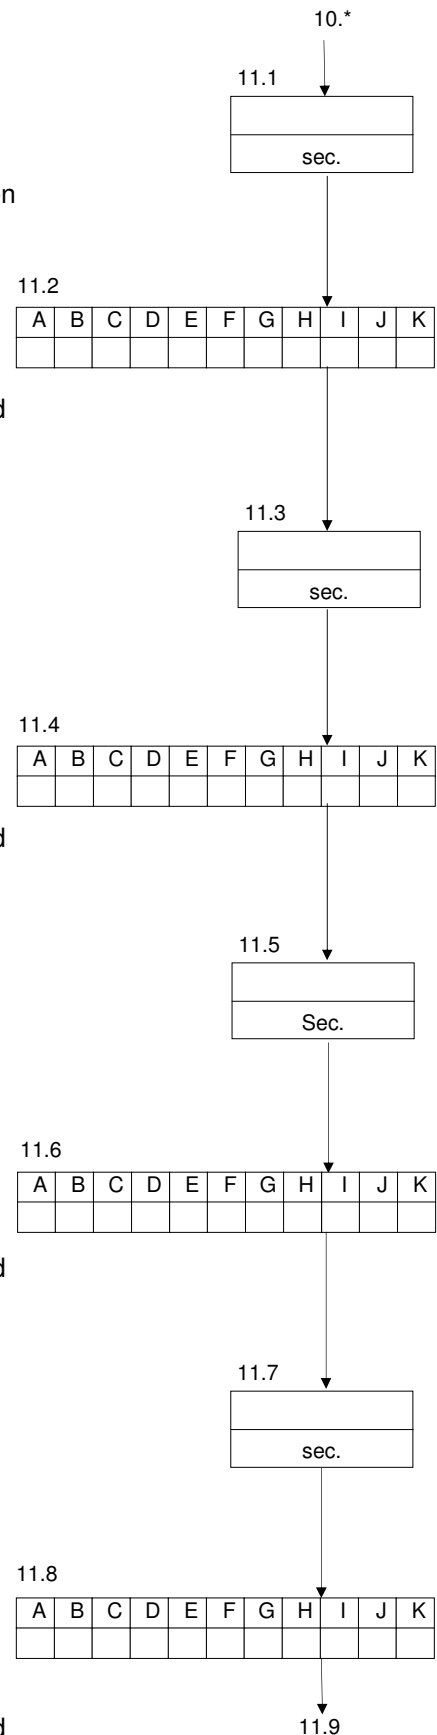 10.*
11.1
sec.
n
11.2
A B C D E F G H I J K
d
11.3
sec.
11.4
A B C D E F G H I J K
d
11.5
Sec.
11.6
A B C D E F G H I J K
d
11.7
sec.
11.8
A B C D E F G H I J K
d 11.9